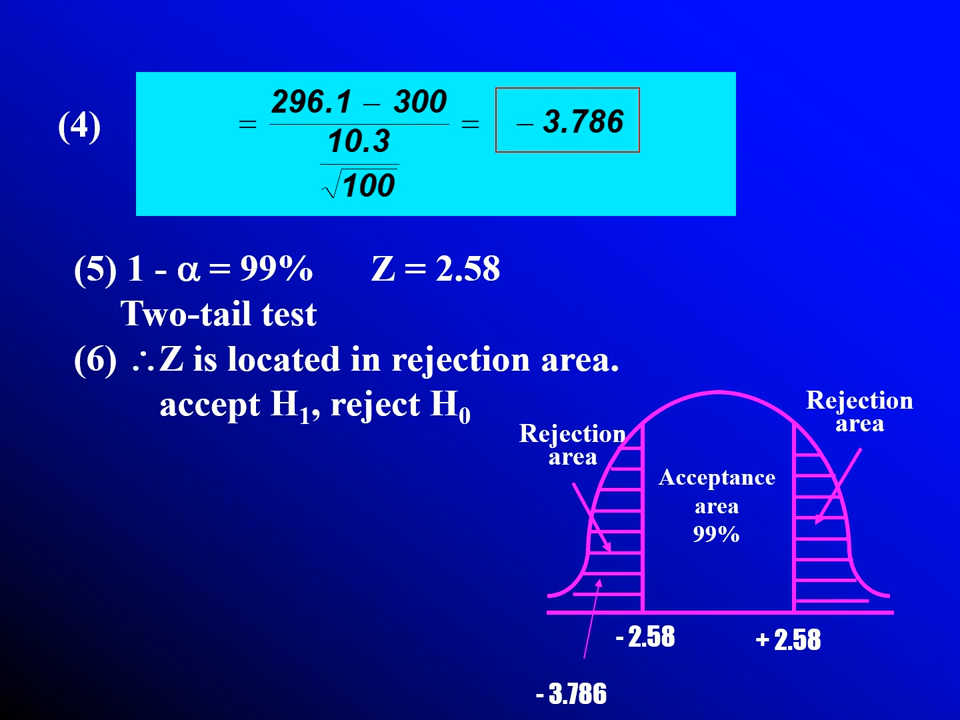 (4) = (296.1 – 300) / (10.3 / √100) = – 3.786
(5) 1 - α = 99% Z = 2.58
Two-tail test
(6) ∴Z is located in rejection area.
accept H₁, reject H₀
Rejection
area
Rejection
area
Acceptance
area
99%
- 2.58
+ 2.58
- 3.786